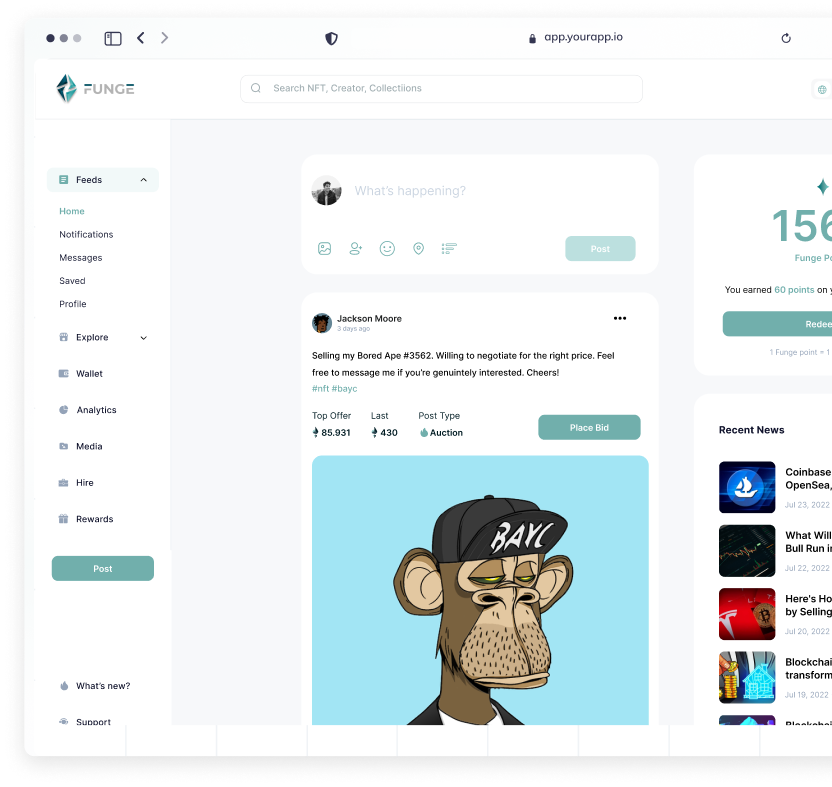 app.yourapp.io
FUNGE
Search NFT, Creator, Collectiions
Feeds
Home
Notifications
Messages
Saved
Profile
Explore
Wallet
Analytics
Media
Hire
Rewards
Post
What's new?
Support
What's happening?
Post
Jackson Moore
3 days ago
Selling my Bored Ape #3562. Willing to negotiate for the right price. Feel
free to message me if you're genuintely interested. Cheers!
#nft #bayc
Top Offer Last Post Type
85.931 430 Auction
Place Bid
BAYC
156
Funge Po
You earned 60 points on y
Redee
1 Funge point = 1
Recent News
Coinbase
OpenSea,
Jul 23, 2022
What Will
Bull Run in
Jul 22, 2022
Here's Ho
by Selling
Jul 20, 2022
Blockchai
transform
Jul 19, 2022
Blockchai